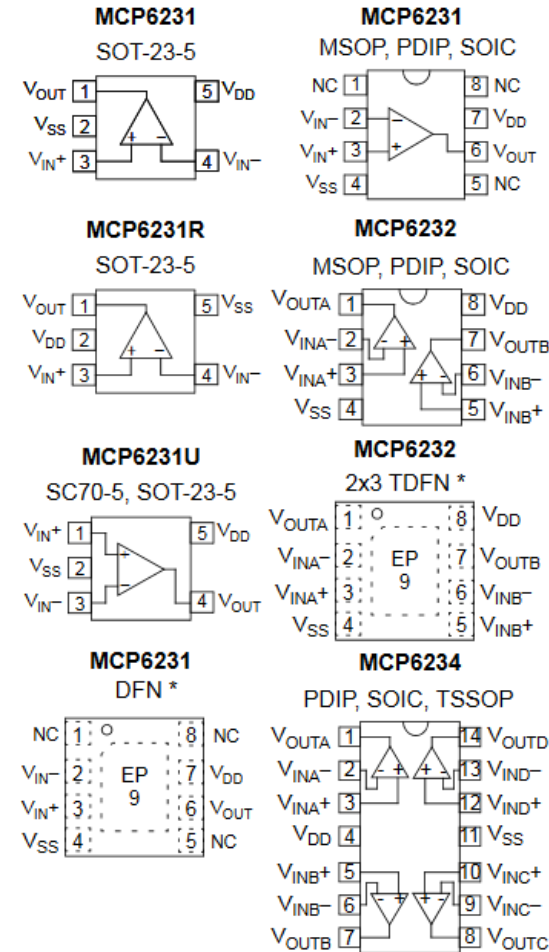 MCP6231
SOT-23-5
VOUT 1 5 VDD
VSS 2
VIN+ 3 4 VIN–
+ –
MCP6231
MSOP, PDIP, SOIC
NC 1 8 NC
VIN– 2 7 VDD
VIN+ 3 6 VOUT
VSS 4 5 NC
–
+
MCP6231R
SOT-23-5
VOUT 1 5 VSS
VDD 2
VIN+ 3 4 VIN–
+ –
MCP6232
MSOP, PDIP, SOIC
VOUTA 1 8 VDD
VINA– 2 - + 7 VOUTB
VINA+ 3 + - 6 VINB–
VSS 4 5 VINB+
MCP6231U
SC70-5, SOT-23-5
VIN+ 1 5 VDD
VSS 2
VIN– 3 4 VOUT
+
–
MCP6232
2x3 TDFN *
VOUTA 1 8 VDD
VINA– 2 EP 7 VOUTB
VINA+ 3 9 6 VINB–
VSS 4 5 VINB+
MCP6231
DFN *
NC 1 8 NC
VIN– 2 EP 7 VDD
VIN+ 3 9 6 VOUT
VSS 4 5 NC
MCP6234
PDIP, SOIC, TSSOP
VOUTA 1 14 VOUTD
VINA– 2 - + + - 13 VIND–
VINA+ 3 12 VIND+
VDD 4 11 VSS
VINB+ 5 10 VINC+
VINB– 6 - + + - 9 VINC–
VOUTB 7 8 VOUTC